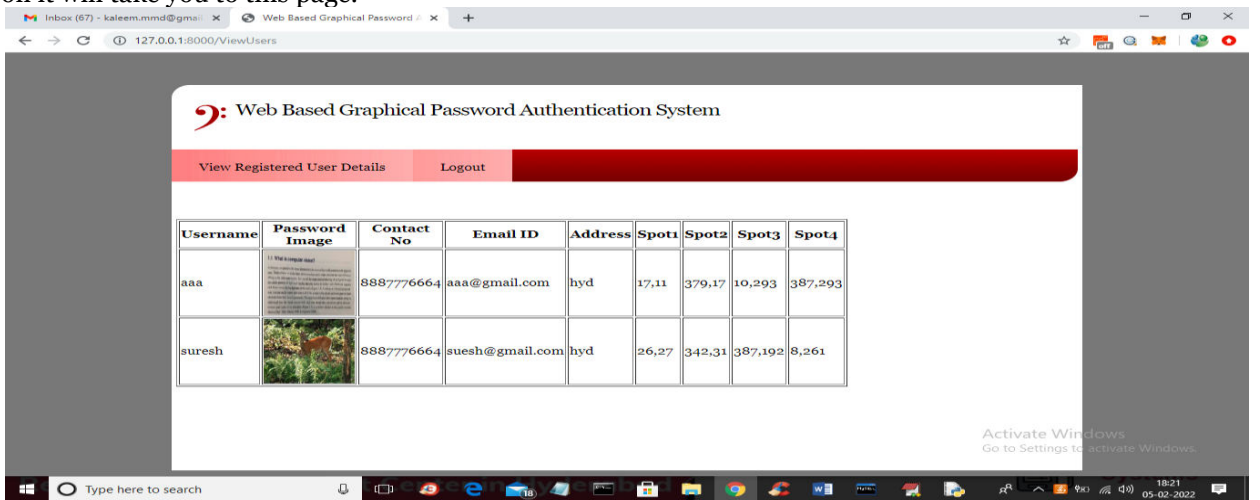 on it will take you to this page.
Inbox (67) - kaleem.mmd@gmail
Web Based Graphical Password A
127.0.0.1:8000/ViewUsers
off
Web Based Graphical Password Authentication System
View Registered User Details Logout
Username Password Image Contact No Email ID Address Spot1 Spot2 Spot3 Spot4
aaa 8887776664 aaa@gmail.com hyd 17,11 379,17 10,293 387,293
suresh 8887776664 suesh@gmail.com hyd 26,27 342,31 387,192 8,261
Activate Windows
Go to Settings to activate Windows.
Type here to search
18
18:21
05-02-2022